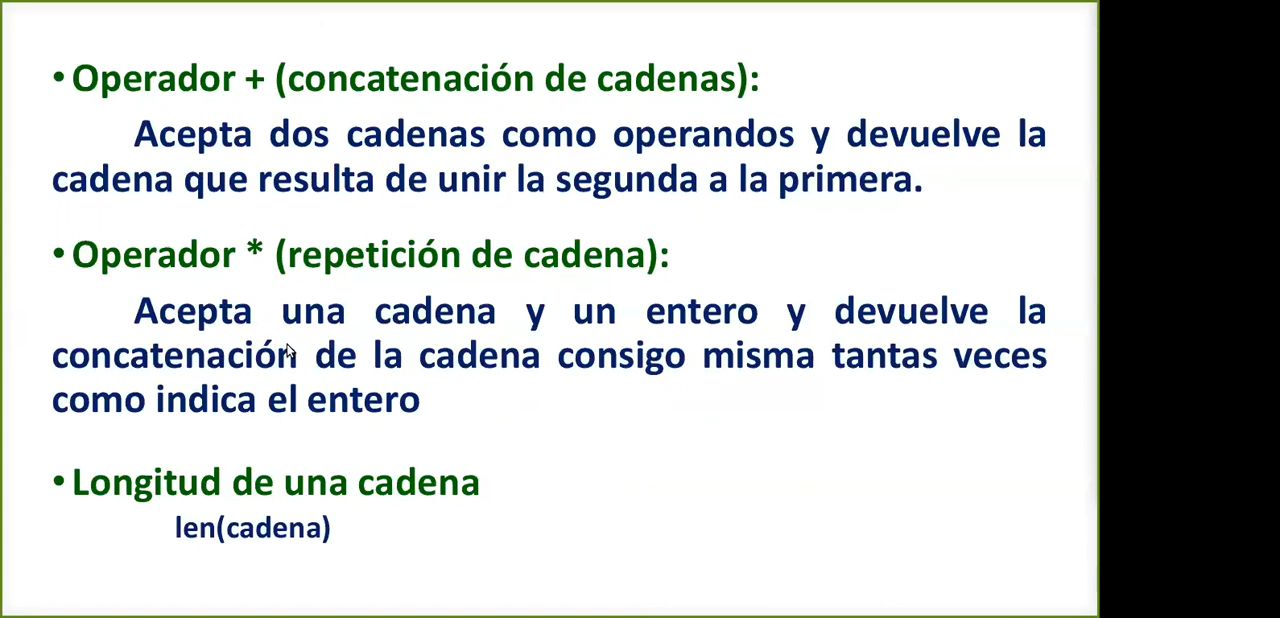 • Operador + (concatenación de cadenas):
Acepta dos cadenas como operandos y devuelve la
cadena que resulta de unir la segunda a la primera.
• Operador * (repetición de cadena):
Acepta una cadena y un entero y devuelve la
concatenación de la cadena consigo misma tantas veces
como indica el entero
• Longitud de una cadena
len(cadena)